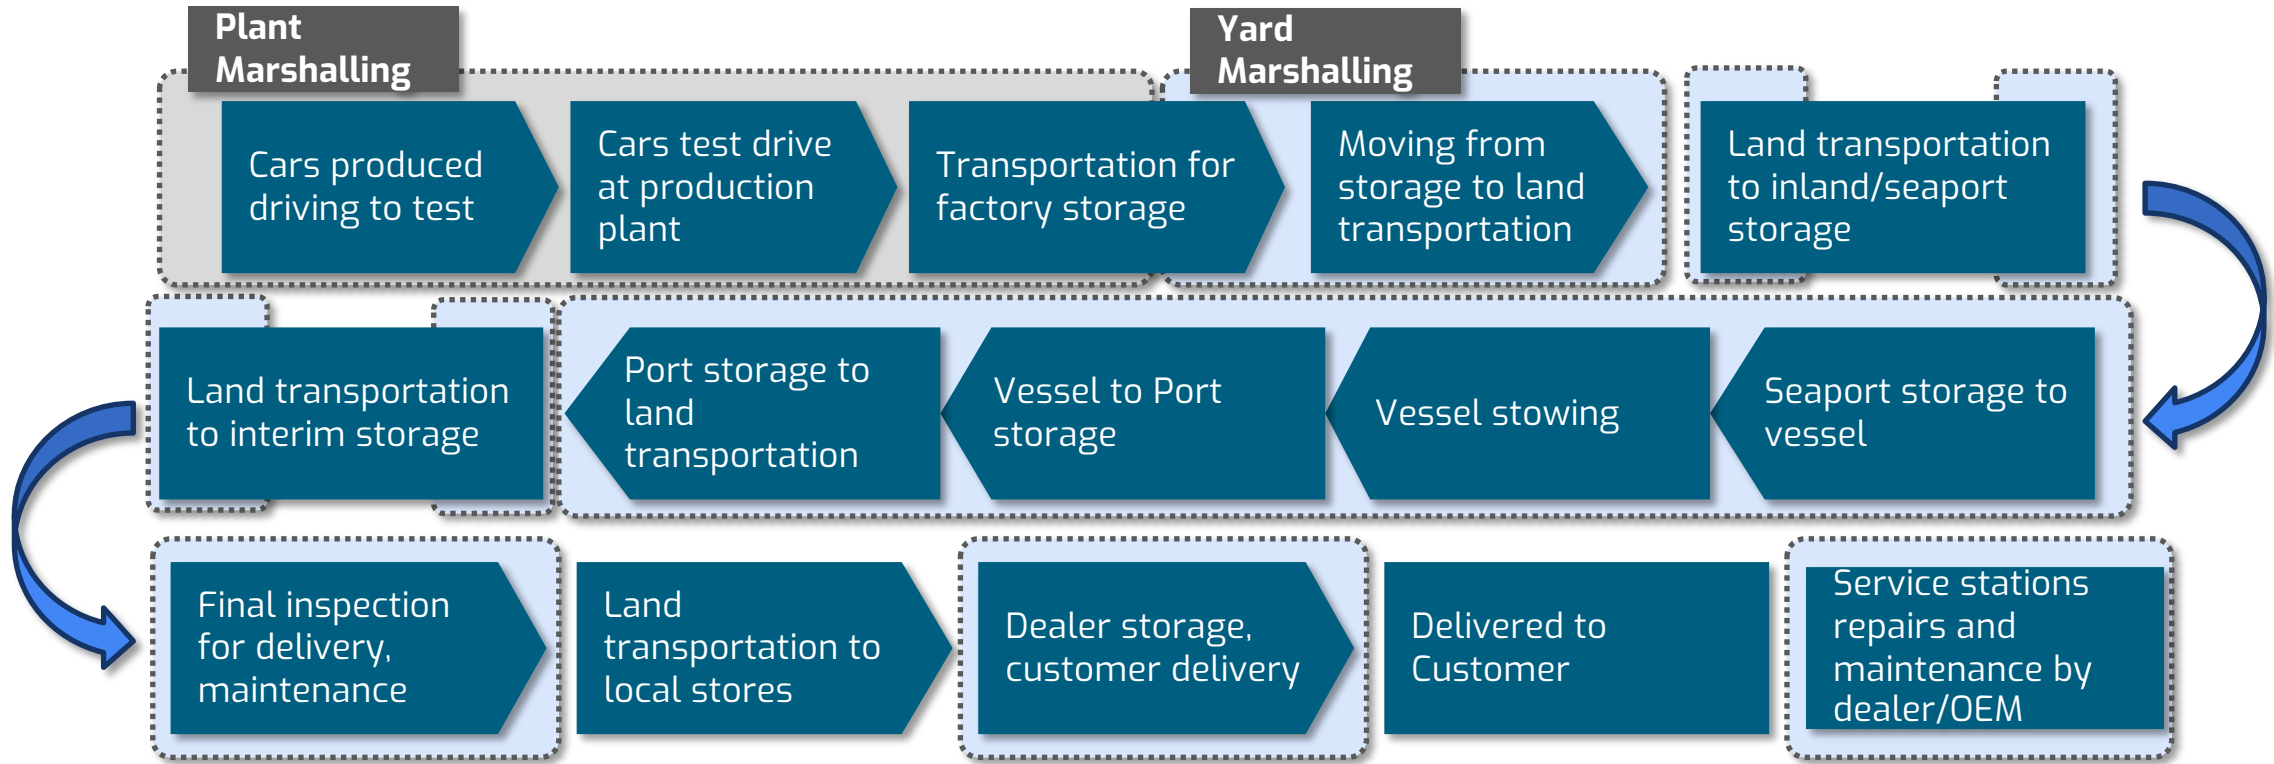 Plant
Marshalling
Yard
Marshalling
Cars produced
driving to test
Cars test drive
at production
plant
Transportation for
factory storage
Moving from
storage to land
transportation
Land transportation
to inland/seaport
storage
Land transportation
to interim storage
Port storage to
land
transportation
Vessel to Port
storage
Vessel stowing
Seaport storage to
vessel
Final inspection
for delivery,
maintenance
Land
transportation to
local stores
Dealer storage,
customer delivery
Delivered to
Customer
Service stations
repairs and
maintenance by
dealer/OEM